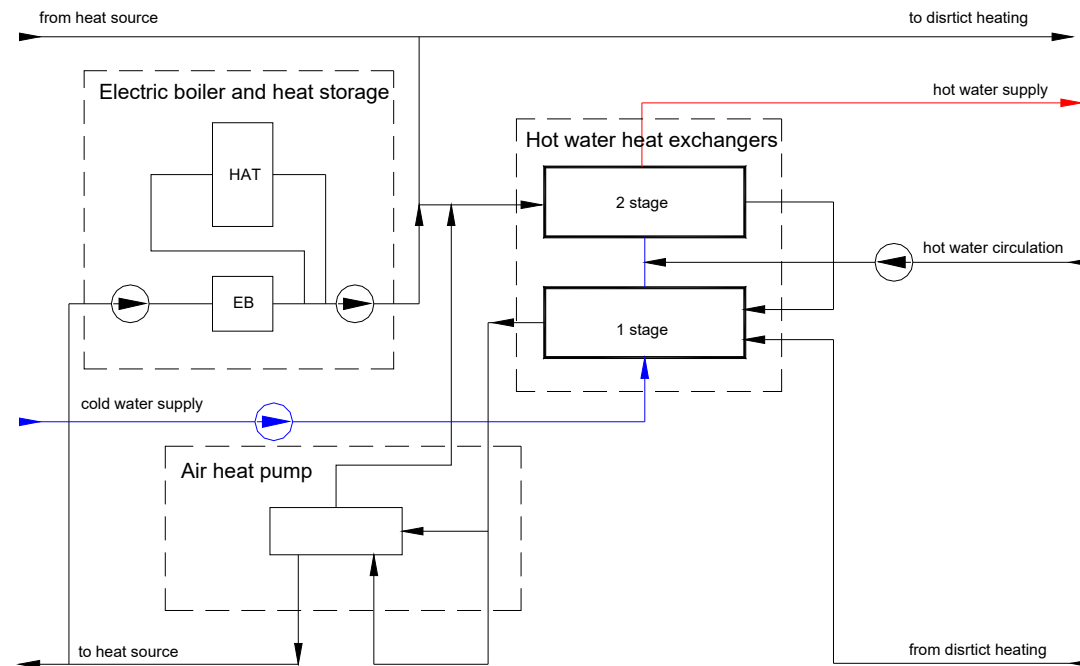 from heat source
to disrtict heating
Electric boiler and heat storage
hot water supply
Hot water heat exchangers
HAT
2 stage
hot water circulation
EB
1 stage
cold water supply
Air heat pump
to heat source
from disrtict heating